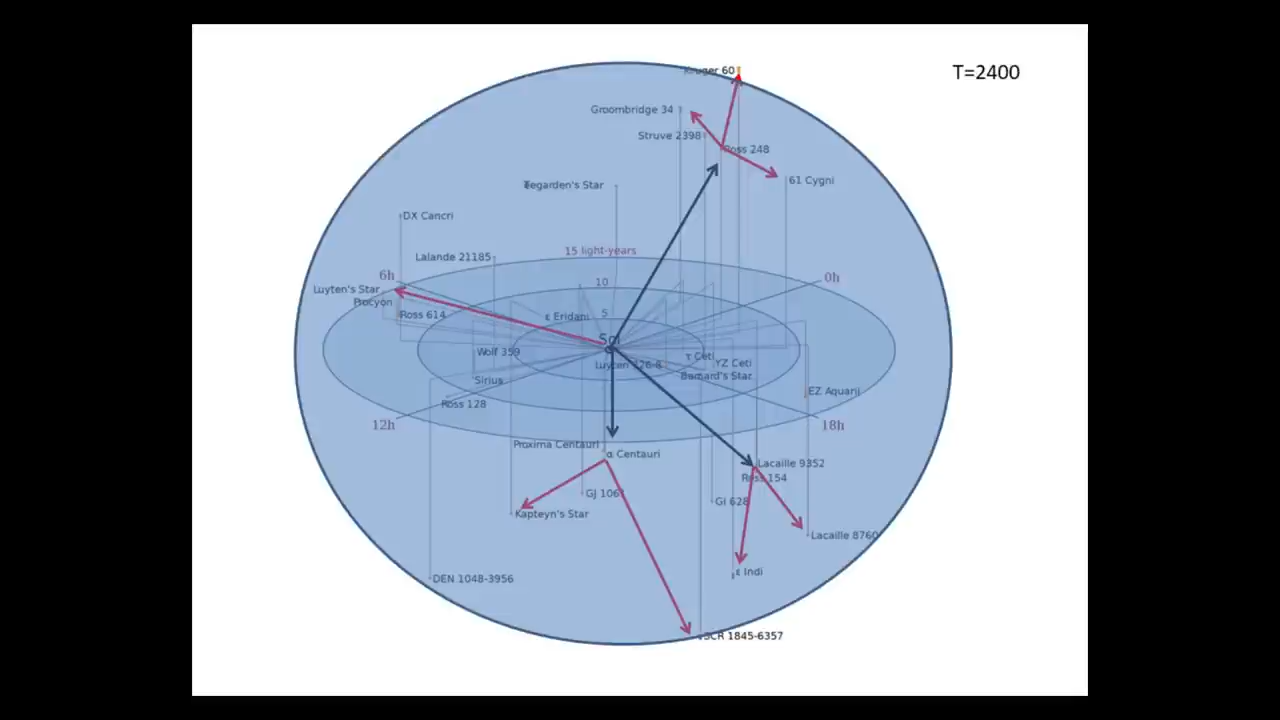 T=2400
Kruger 60
Groombridge 34
Struve 2398
Ross 248
61 Cygni
Tegarden's Star
DX Cancri
15 light-years
Lalande 21185
6h
0h
10
Luyten's Star
Procyon
5
Ross 614
ε Eridani
Sol
Wolf 359
τ Ceti
YZ Ceti
Luyten 726-8
Barnard's Star
Sirius
EZ Aquarii
Ross 128
12h
18h
Proxima Centauri
α Centauri
Lacaille 9352
Ross 154
GJ 1061
Gl 628
Kapteyn's Star
Lacaille 8760
ε Indi
DEN 1048-3956
SCR 1845-6357